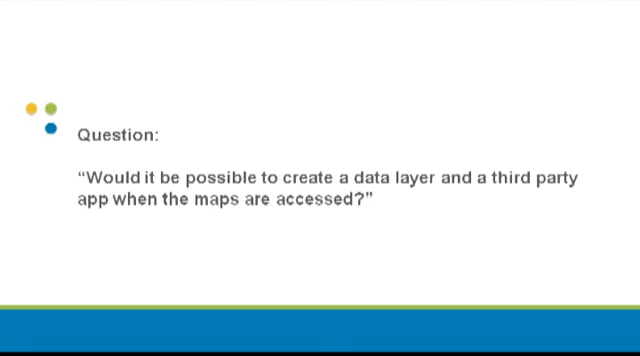 Question:
“Would it be possible to create a data layer and a third party
app when the maps are accessed?”